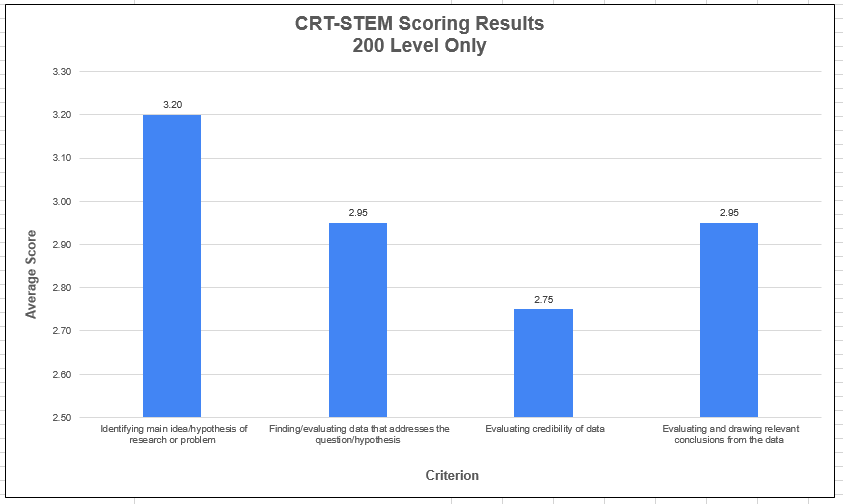 CRT-STEM Scoring Results
200 Level Only
3.30
3.20
3.10
3.00
2.90
2.80
2.70
2.60
2.50
Average Score
3.20
2.95
2.75
2.95
Identifying main idea/hypothesis of
research or problem
Finding/evaluating data that addresses the
question/hypothesis
Evaluating credibility of data
Evaluating and drawing relevant
conclusions from the data
Criterion